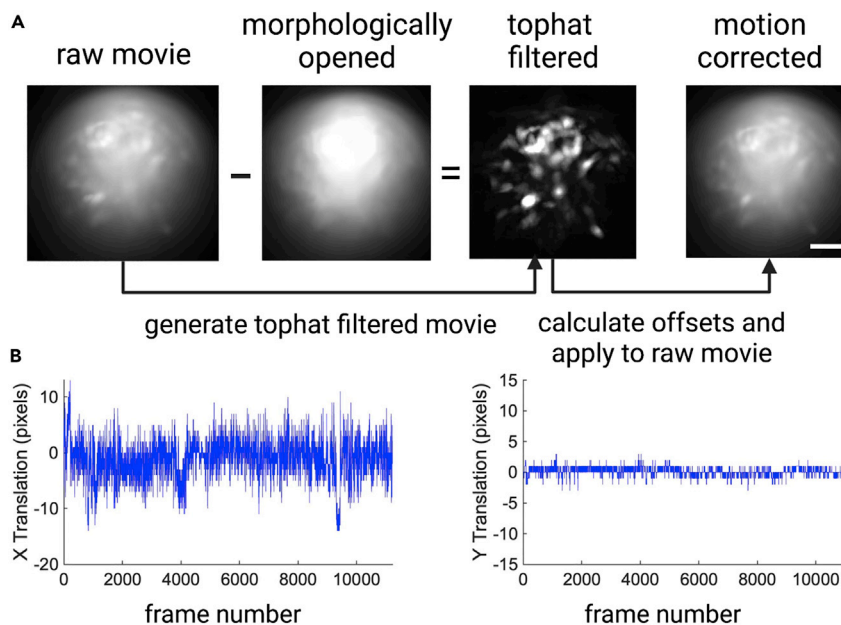 A
raw movie
morphologically
opened
tophat
filtered
motion
corrected
generate tophat filtered movie
calculate offsets and
apply to raw movie
B
X Translation (pixels)
10
0
-10
-20
0
2000
4000
6000
8000
10000
frame number
Y Translation (pixels)
15
10
5
0
-5
-10
-15
0
2000
4000
6000
8000
10000
frame number